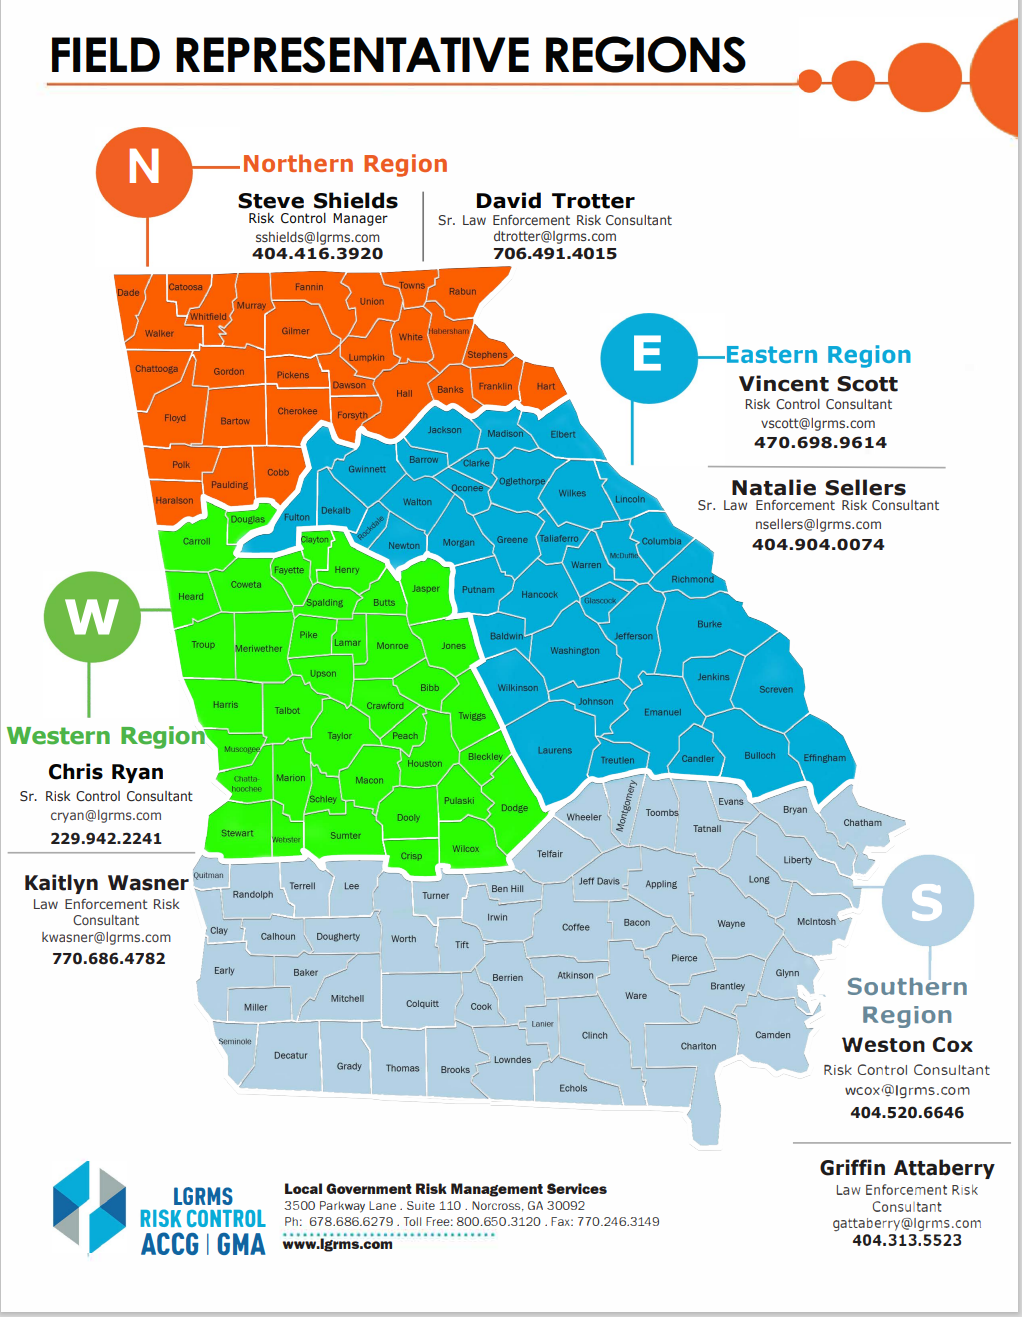 FIELD REPRESENTATIVE REGIONS
N
Northern Region
Steve Shields
Risk Control Manager
sshields@lgrms.com
404.416.3920
David Trotter
Sr. Law Enforcement Risk Consultant
dtrotter@lgrms.com
706.491.4015
E
Eastern Region
Vincent Scott
Risk Control Consultant
vscott@lgrms.com
470.698.9614
Natalie Sellers
Sr. Law Enforcement Risk Consultant
nsellers@lgrms.com
404.904.0074
Dade
Catoosa
Whitfield
Murray
Fannin
Union
Towns
Rabun
Walker
Gilmer
White
Habersham
Stephens
Chattooga
Gordon
Pickens
Lumpkin
Dawson
Hall
Banks
Franklin
Hart
Floyd
Bartow
Cherokee
Forsyth
Polk
Paulding
Cobb
Haralson
Jackson
Madison
Elbert
Gwinnett
Barrow
Clarke
Oconee
Oglethorpe
Wilkes
Lincoln
Fulton
Dekalb
Rockdale
Walton
Newton
Morgan
Greene
Taliaferro
McDuffie
Columbia
Warren
Richmond
Putnam
Hancock
Glascock
Baldwin
Washington
Jefferson
Burke
Wilkinson
Johnson
Emanuel
Jenkins
Screven
Laurens
Treutlen
Candler
Bulloch
Effingham
Douglas
Carroll
Clayton
Fayette
Henry
Coweta
Heard
Spalding
Butts
Jasper
Troup
Meriwether
Pike
Lamar
Monroe
Jones
Upson
Harris
Talbot
Crawford
Bibb
Twiggs
Taylor
Peach
Houston
Bleckley
Muscogee
Chatta-
hoochee
Marion
Macon
Schley
Pulaski
Dodge
Dooly
Stewart
Webster
Sumter
Crisp
Wilcox
W
Western Region
Chris Ryan
Sr. Risk Control Consultant
cryan@lgrms.com
229.942.2241
Kaitlyn Wasner
Law Enforcement Risk
Consultant
kwasner@lgrms.com
770.686.4782
Wheeler
Montgomery
Toombs
Evans
Tatnall
Bryan
Chatham
Telfair
Liberty
Quitman
Randolph
Terrell
Lee
Turner
Ben Hill
Jeff Davis
Appling
Long
Clay
Calhoun
Dougherty
Worth
Tift
Irwin
Coffee
Bacon
Wayne
McIntosh
Early
Baker
Mitchell
Colquitt
Berrien
Atkinson
Pierce
Brantley
Glynn
Miller
Cook
Ware
Seminole
Decatur
Grady
Thomas
Brooks
Lanier
Lowndes
Clinch
Echols
Charlton
Camden
S
Southern
Region
Weston Cox
Risk Control Consultant
wcox@lgrms.com
404.520.6646
Griffin Attaberry
Law Enforcement Risk
Consultant
gattaberry@lgrms.com
404.313.5523
LGRMS
RISK CONTROL
ACCG | GMA
Local Government Risk Management Services
3500 Parkway Lane . Suite 110 . Norcross, GA 30092
Ph: 678.686.6279 . Toll Free: 800.650.3120 . Fax: 770.246.3149
www.lgrms.com